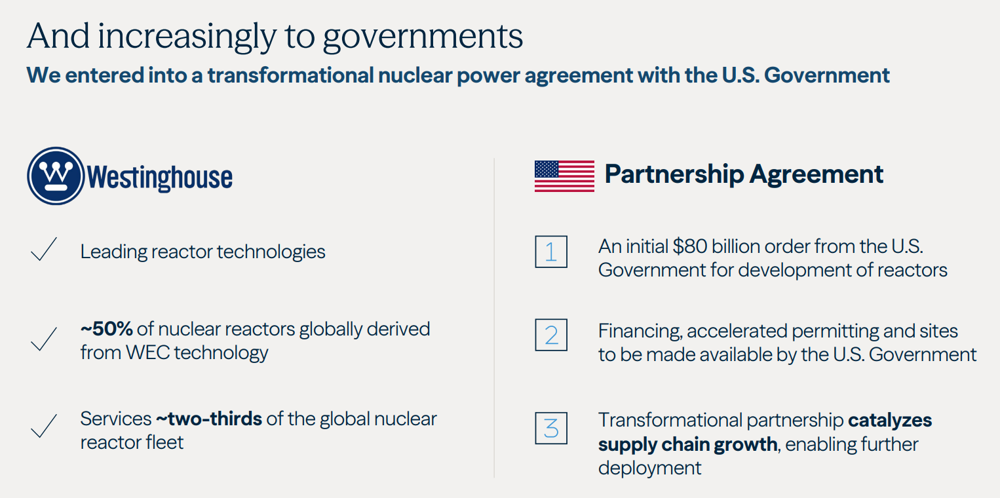 And increasingly to governments
We entered into a transformational nuclear power agreement with the U.S. Government
W
Westinghouse
Leading reactor technologies
~50% of nuclear reactors globally derived
from WEC technology
Services ~two-thirds of the global nuclear
reactor fleet
Partnership Agreement
1
An initial $80 billion order from the U.S.
Government for development of reactors
2
Financing, accelerated permitting and sites
to be made available by the U.S. Government
3
Transformational partnership catalyzes
supply chain growth, enabling further
deployment